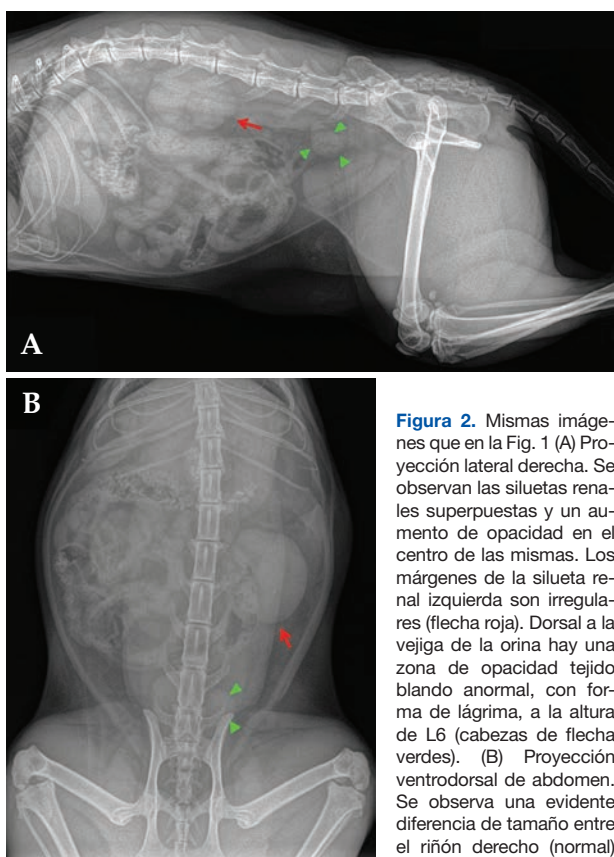 A
B
Figura 2. Mismas imáge-
nes que en la Fig. 1 (A) Pro-
yección lateral derecha. Se
observan las siluetas rena-
les superpuestas y un au-
mento de opacidad en el
centro de las mismas. Los
márgenes de la silueta re-
nal izquierda son irregula-
res (flecha roja). Dorsal a la
vejiga de la orina hay una
zona de opacidad tejido
blando anormal, con for-
ma de lágrima, a la altura
de L6 (cabezas de flecha
verdes). (B) Proyección
ventrodorsal de abdomen.
Se observa una evidente
diferencia de tamaño entre
el riñón derecho (normal)